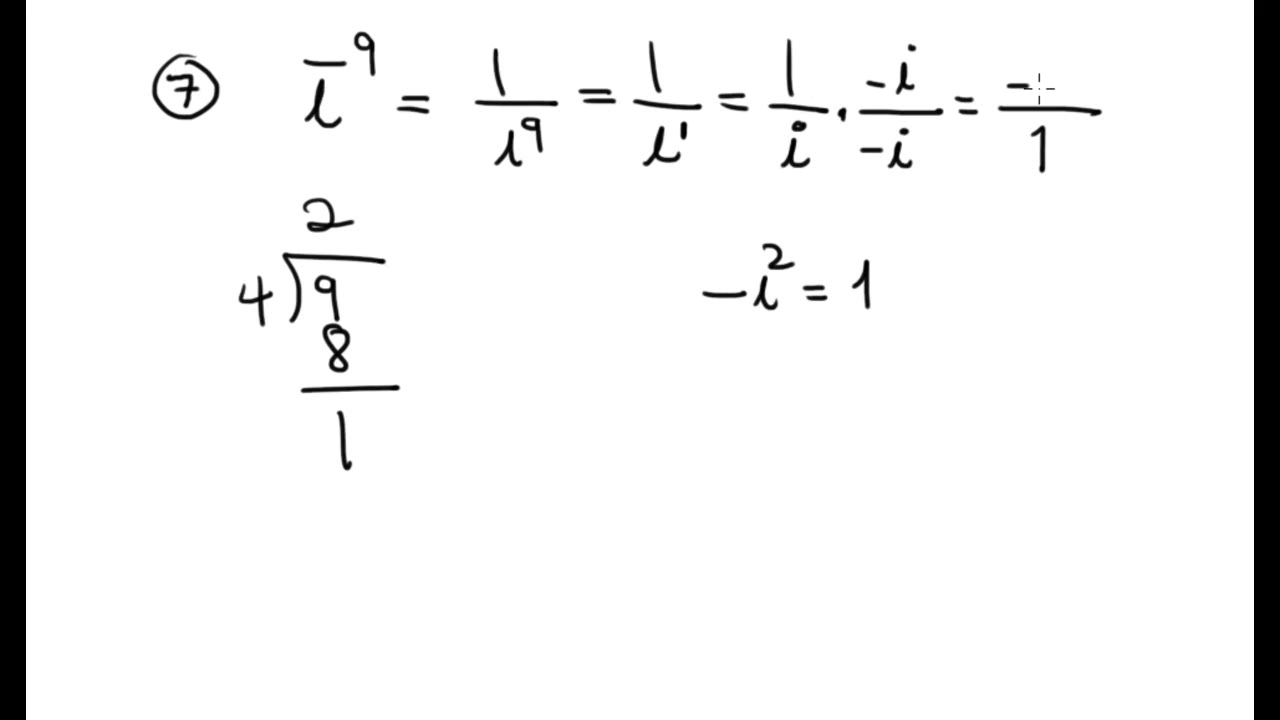 ⑦ i⁻⁹ = 1/i⁹ = 1/i¹ = 1/i · -i/-i = -/1
2
4)9
-i² = 1
8
1